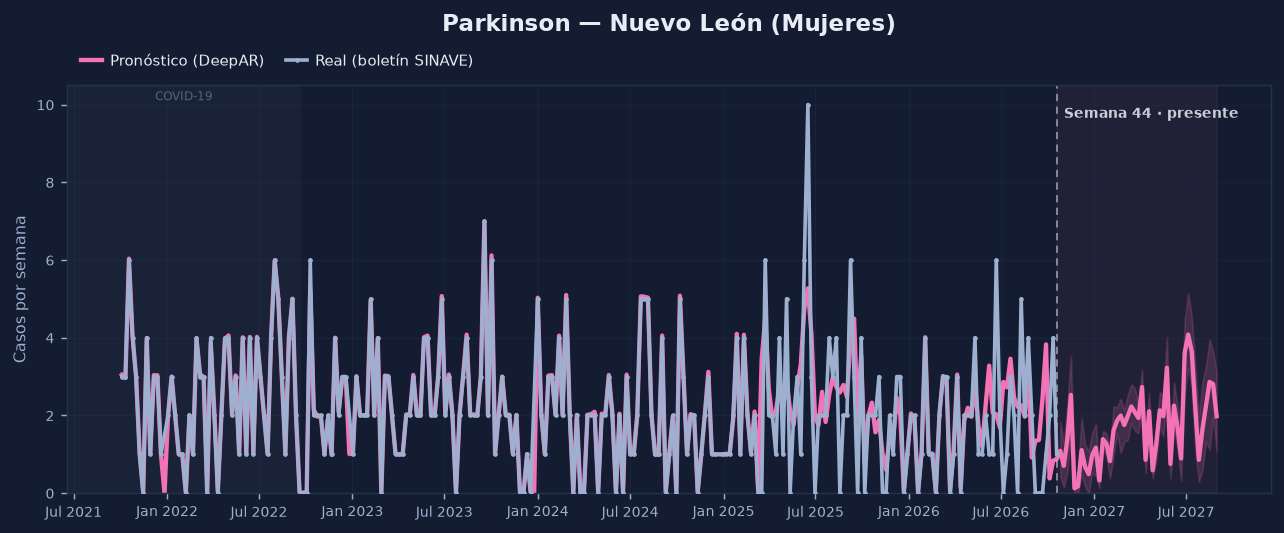 Parkinson — Nuevo León (Mujeres)
Pronóstico (DeepAR)
Real (boletín SINAVE)
COVID-19
Semana 44 · presente
Casos por semana
10
8
6
4
2
0
Jul 2021
Jan 2022
Jul 2022
Jan 2023
Jul 2023
Jan 2024
Jul 2024
Jan 2025
Jul 2025
Jan 2026
Jul 2026
Jan 2027
Jul 2027